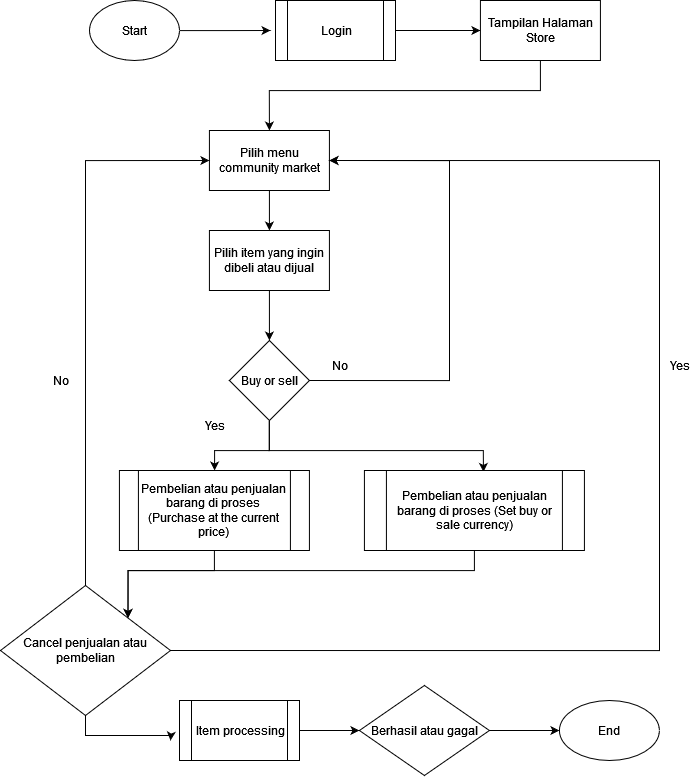 Start
Login
Tampilan Halaman
Store
Pilih menu
community market
Pilih item yang ingin
dibeli atau dijual
Buy or sell
No
No
Yes
Yes
Pembelian atau penjualan
barang di proses
(Purchase at the current
price)
Pembelian atau penjualan
barang di proses (Set buy or
sale currency)
Cancel penjualan atau
pembelian
Item processing
Berhasil atau gagal
End